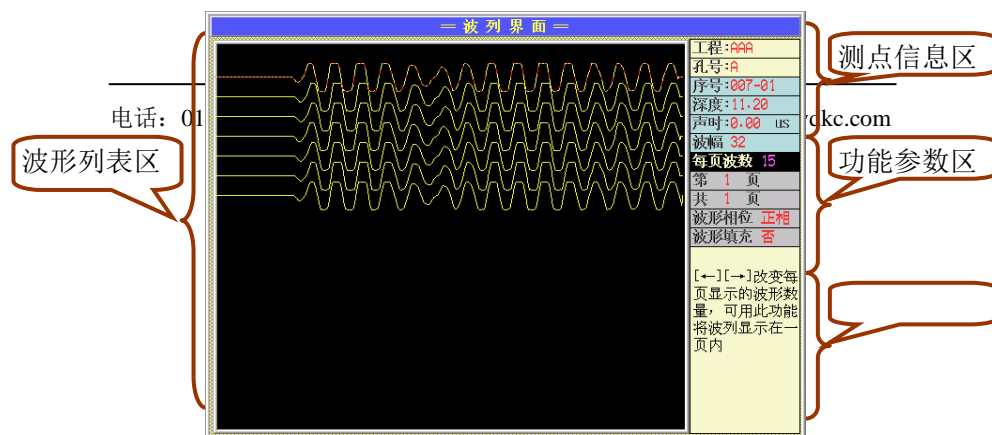 ═ 波 列 界 面 ═
工程:AAA
孔号:A
序号:007-01
深度:11.20
声时:0.00 us
波幅 32
每页波数 15
第 1 页
共 1 页
波形相位 正相
波形填充 否
[←][→]改变每
页显示的波形数
量，可用此功能
将波列显示在一
页内
测点信息区
电话：01
dkc.com
波形列表区
功能参数区